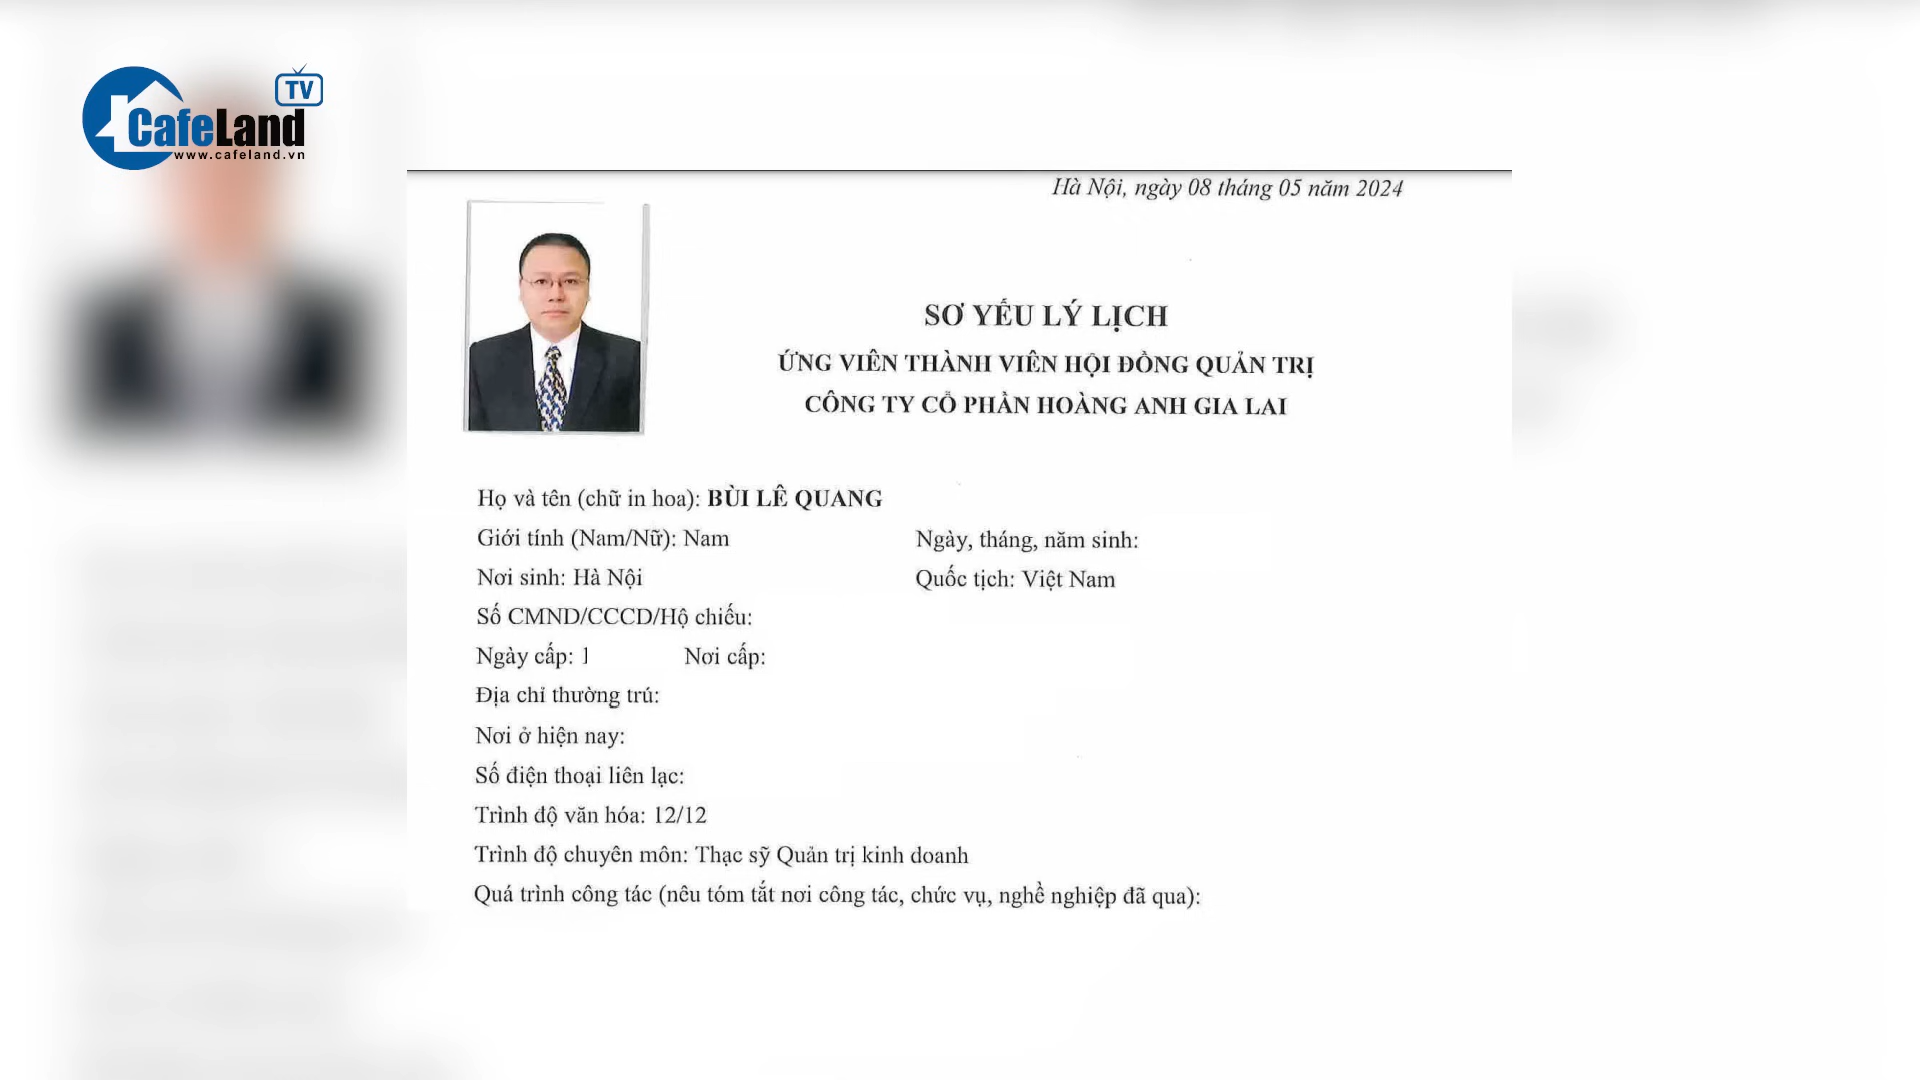 TV
CafeLand
www.cafeland.vn
Hà Nội, ngày 08 tháng 05 năm 2024
SƠ YẾU LÝ LỊCH
ỨNG VIÊN THÀNH VIÊN HỘI ĐỒNG QUẢN TRỊ
CÔNG TY CỔ PHẦN HOÀNG ANH GIA LAI
Họ và tên (chữ in hoa): BÙI LÊ QUANG
Giới tính (Nam/Nữ): Nam Ngày, tháng, năm sinh:
Nơi sinh: Hà Nội Quốc tịch: Việt Nam
Số CMND/CCCD/Hộ chiếu:
Ngày cấp: 1 Nơi cấp:
Địa chỉ thường trú:
Nơi ở hiện nay:
Số điện thoại liên lạc:
Trình độ văn hóa: 12/12
Trình độ chuyên môn: Thạc sỹ Quản trị kinh doanh
Quá trình công tác (nêu tóm tắt nơi công tác, chức vụ, nghề nghiệp đã qua):